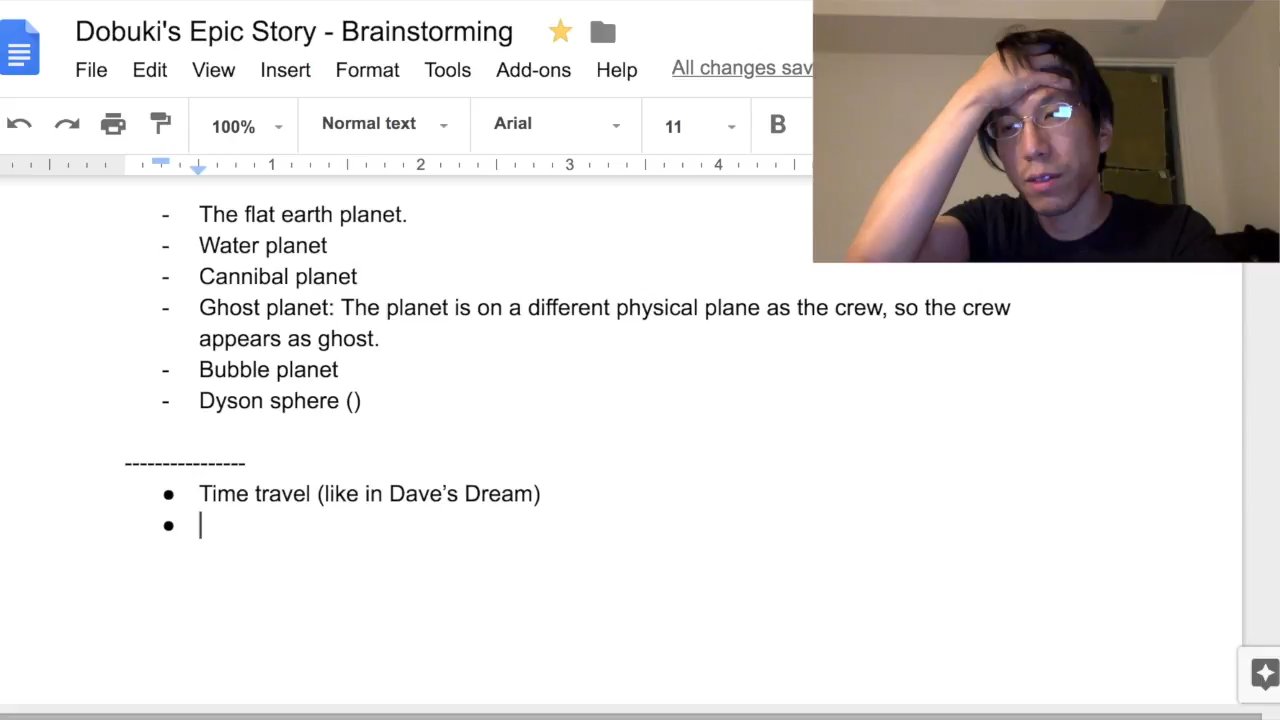 Dobuki's Epic Story - Brainstorming
File Edit View Insert Format Tools Add-ons Help All changes sav
100% Normal text Arial 11 B
1 2 3 4
- The flat earth planet.
- Water planet
- Cannibal planet
- Ghost planet: The planet is on a different physical plane as the crew, so the crew
appears as ghost.
- Bubble planet
- Dyson sphere ()
----------------
● Time travel (like in Dave’s Dream)
●